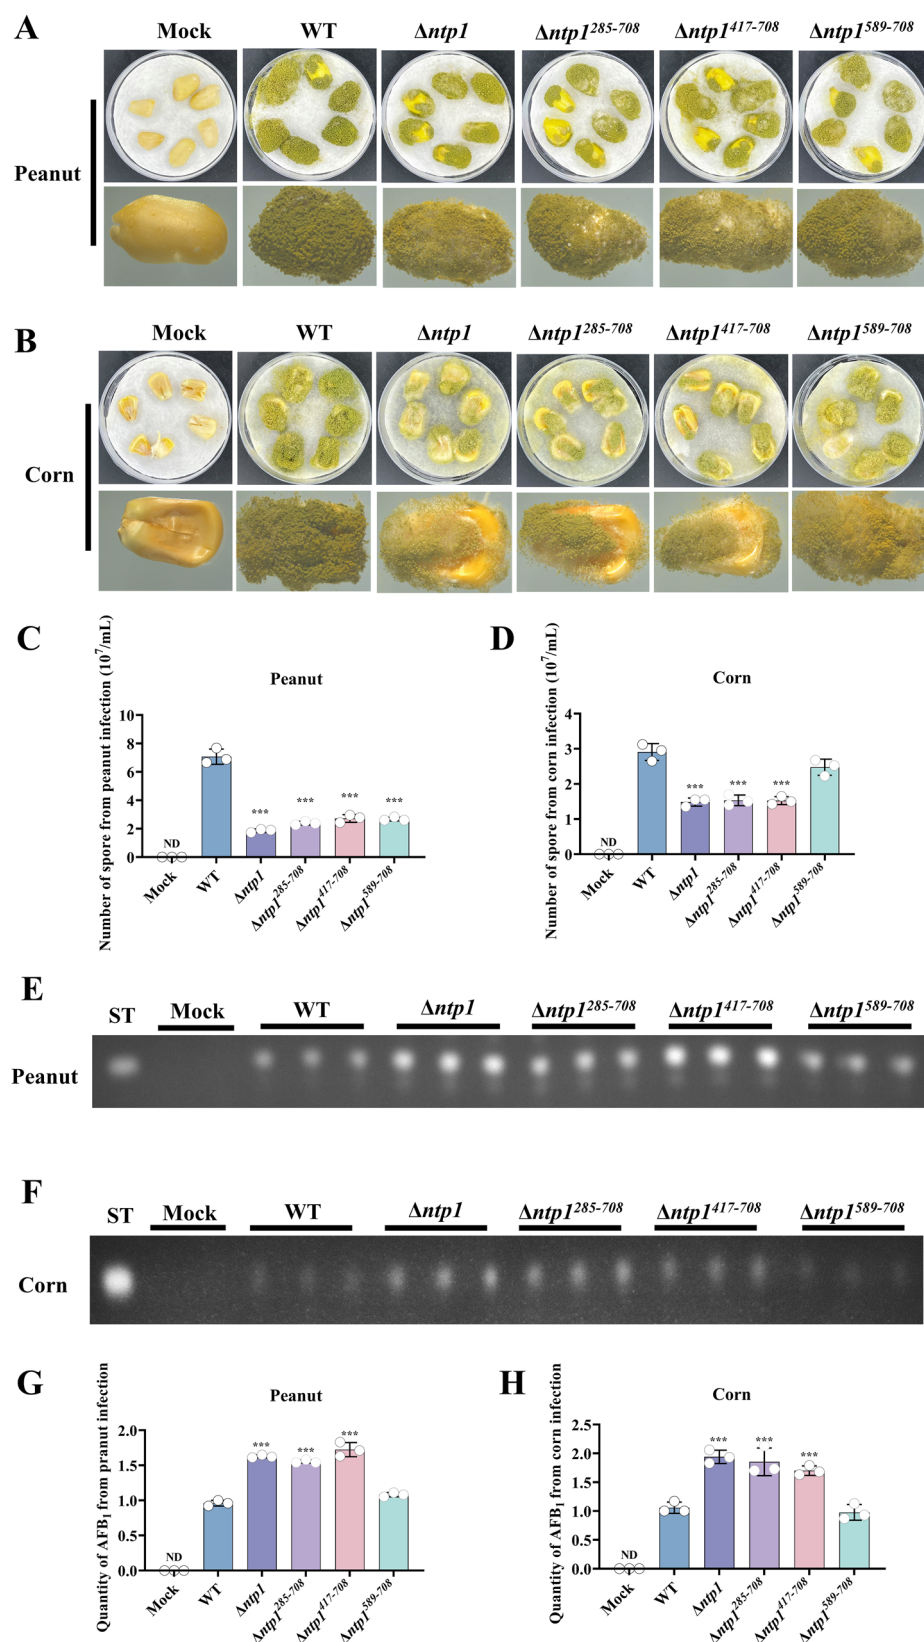 A
Mock WT Δntp1 Δntp1²⁸⁵⁻⁷⁰⁸ Δntp1⁴¹⁷⁻⁷⁰⁸ Δntp1⁵⁸⁹⁻⁷⁰⁸
Peanut
B
Mock WT Δntp1 Δntp1²⁸⁵⁻⁷⁰⁸ Δntp1⁴¹⁷⁻⁷⁰⁸ Δntp1⁵⁸⁹⁻⁷⁰⁸
Corn
C
Peanut
Number of spore from peanut infection (10⁷/mL)
10
8
6
4
2
0
ND
***
***
***
***
Mock WT Δntp1 Δntp1²⁸⁵⁻⁷⁰⁸ Δntp1⁴¹⁷⁻⁷⁰⁸ Δntp1⁵⁸⁹⁻⁷⁰⁸
D
Corn
Number of spore from corn infection (10⁷/mL)
4
3
2
1
0
ND
***
***
***
Mock WT Δntp1 Δntp1²⁸⁵⁻⁷⁰⁸ Δntp1⁴¹⁷⁻⁷⁰⁸ Δntp1⁵⁸⁹⁻⁷⁰⁸
E
ST Mock WT Δntp1 Δntp1²⁸⁵⁻⁷⁰⁸ Δntp1⁴¹⁷⁻⁷⁰⁸ Δntp1⁵⁸⁹⁻⁷⁰⁸
Peanut
F
ST Mock WT Δntp1 Δntp1²⁸⁵⁻⁷⁰⁸ Δntp1⁴¹⁷⁻⁷⁰⁸ Δntp1⁵⁸⁹⁻⁷⁰⁸
Corn
G
Peanut
Quantity of AFB₁ from pranut infection
2.0
1.5
1.0
0.5
0.0
ND
***
***
***
Mock WT Δntp1 Δntp1²⁸⁵⁻⁷⁰⁸ Δntp1⁴¹⁷⁻⁷⁰⁸ Δntp1⁵⁸⁹⁻⁷⁰⁸
H
Corn
Quantity of AFB₁ from corn infection
2.5
2.0
1.5
1.0
0.5
0.0
ND
***
***
***
Mock WT Δntp1 Δntp1²⁸⁵⁻⁷⁰⁸ Δntp1⁴¹⁷⁻⁷⁰⁸ Δntp1⁵⁸⁹⁻⁷⁰⁸